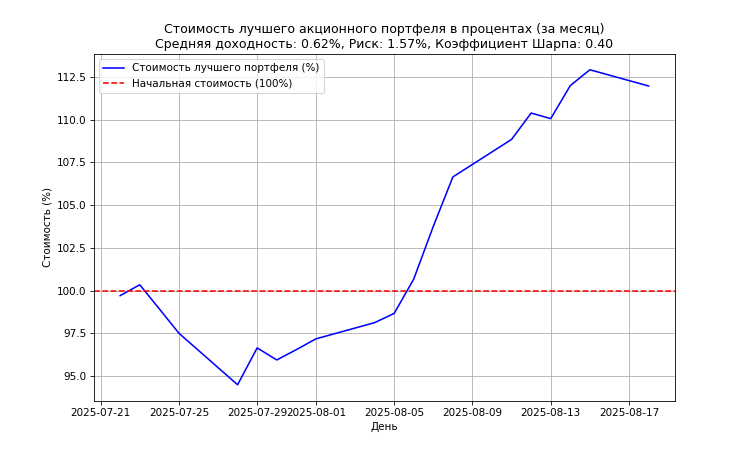 Стоимость лучшего акционного портфеля в процентах (за месяц)
Средняя доходность: 0.62%, Риск: 1.57%, Коэффициент Шарпа: 0.40
Стоимость лучшего портфеля (%)
Начальная стоимость (100%)
Стоимость (%)
112.5
110.0
107.5
105.0
102.5
100.0
97.5
95.0
2025-07-21 2025-07-25 2025-07-29 2025-08-01 2025-08-05 2025-08-09 2025-08-13 2025-08-17
День